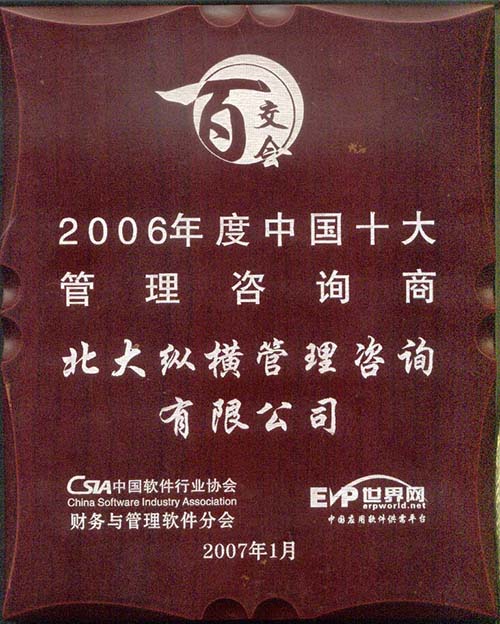 百交会
2006年度中国十大
管理咨询商
北大纵横管理咨询
有限公司
CSIA中国软件行业协会
China Software Industry Association
财务与管理软件分会
ERP世界网
erpworld.net
中国应用软件供需平台
2007年1月